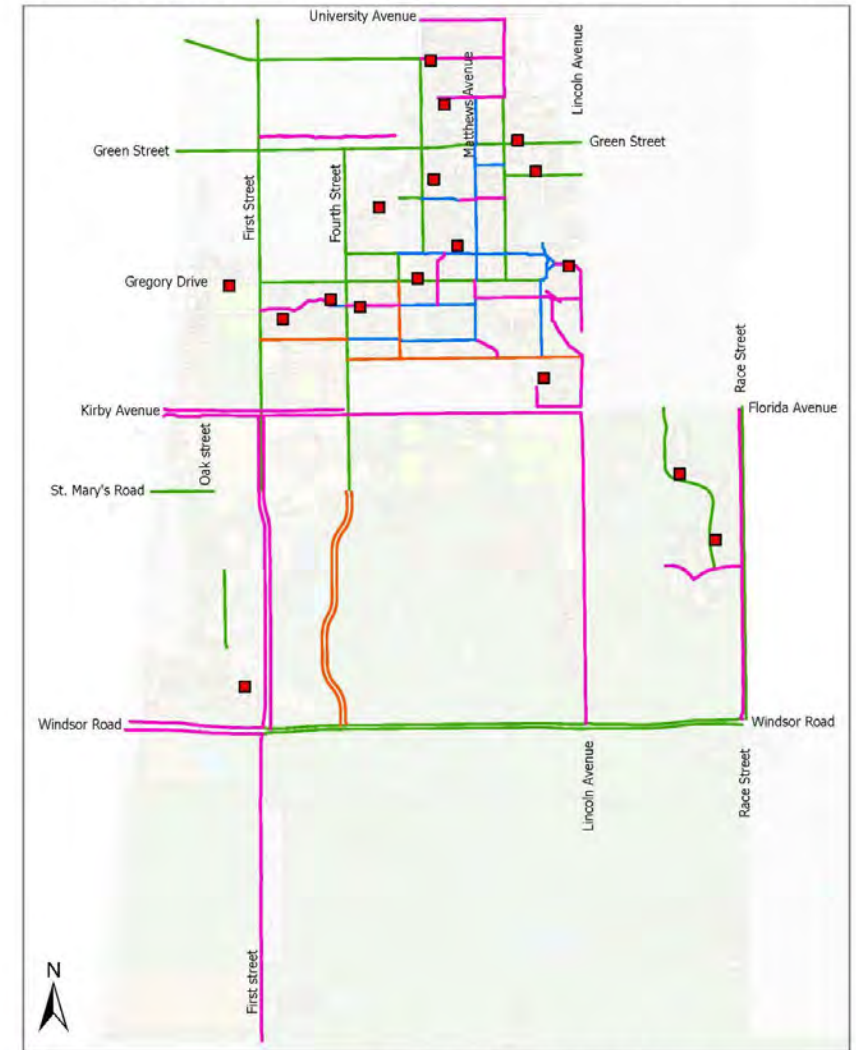 University Avenue
Lincoln Avenue
Matthews Avenue
Green Street
Green Street
First Street
Fourth Street
Gregory Drive
Race Street
Kirby Avenue
Florida Avenue
Oak street
St. Mary's Road
Windsor Road
Windsor Road
Lincoln Avenue
Race Street
First street
N